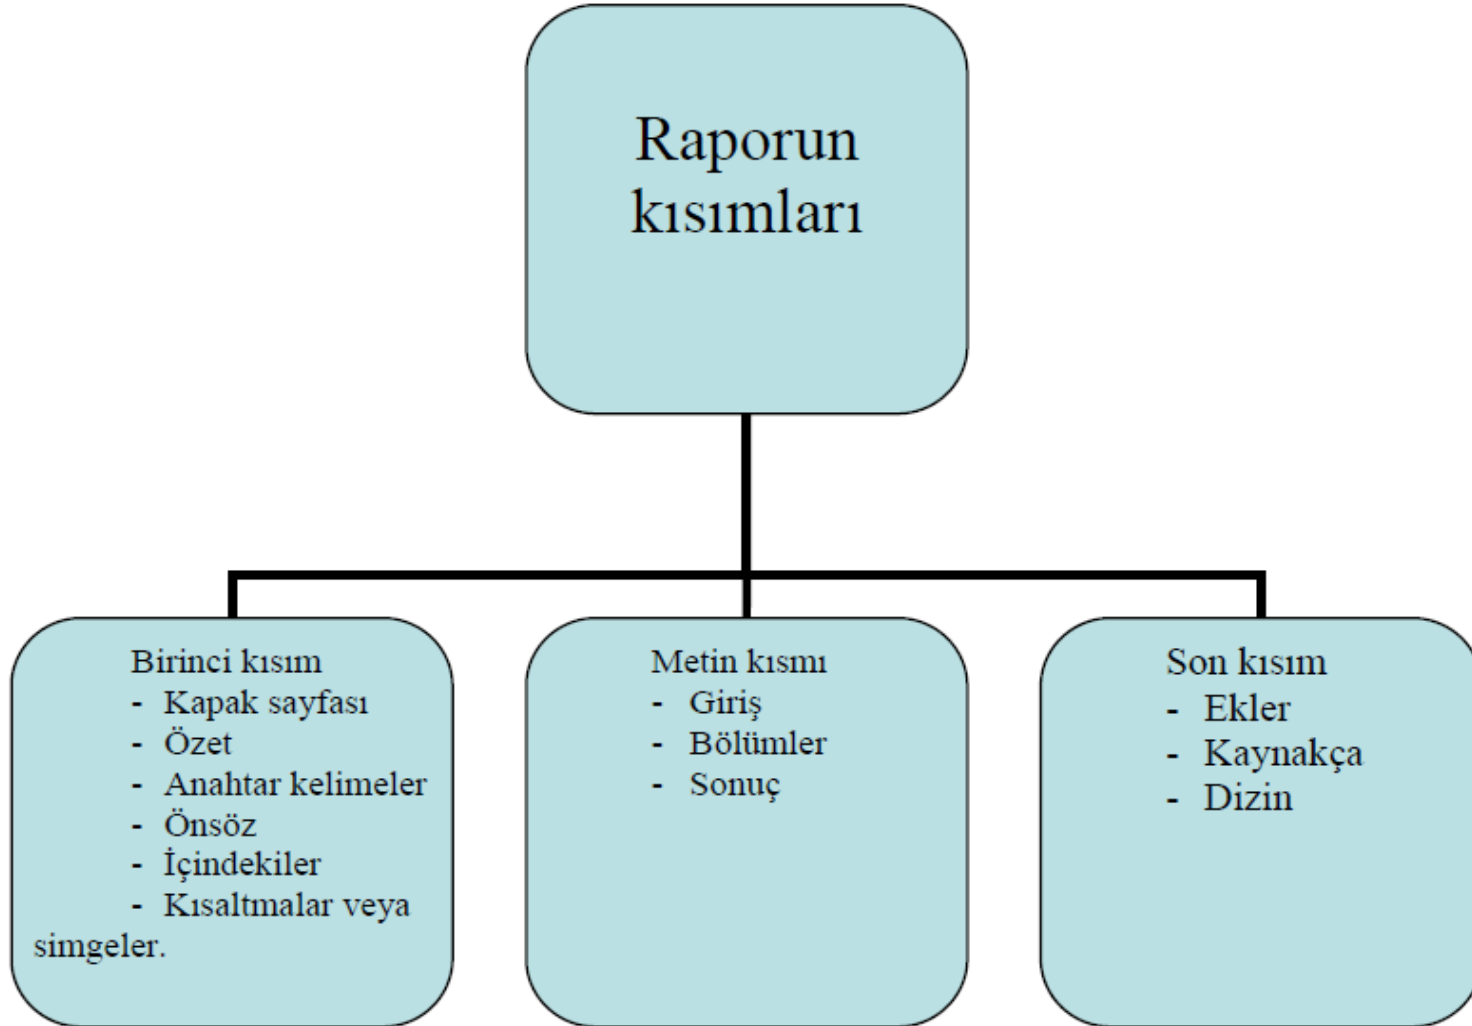 Raporun
kısımları
Birinci kısım
- Kapak sayfası
- Özet
- Anahtar kelimeler
- Önsöz
- İçindekiler
- Kısaltmalar veya
simgeler.
Metin kısmı
- Giriş
- Bölümler
- Sonuç
Son kısım
- Ekler
- Kaynakça
- Dizin